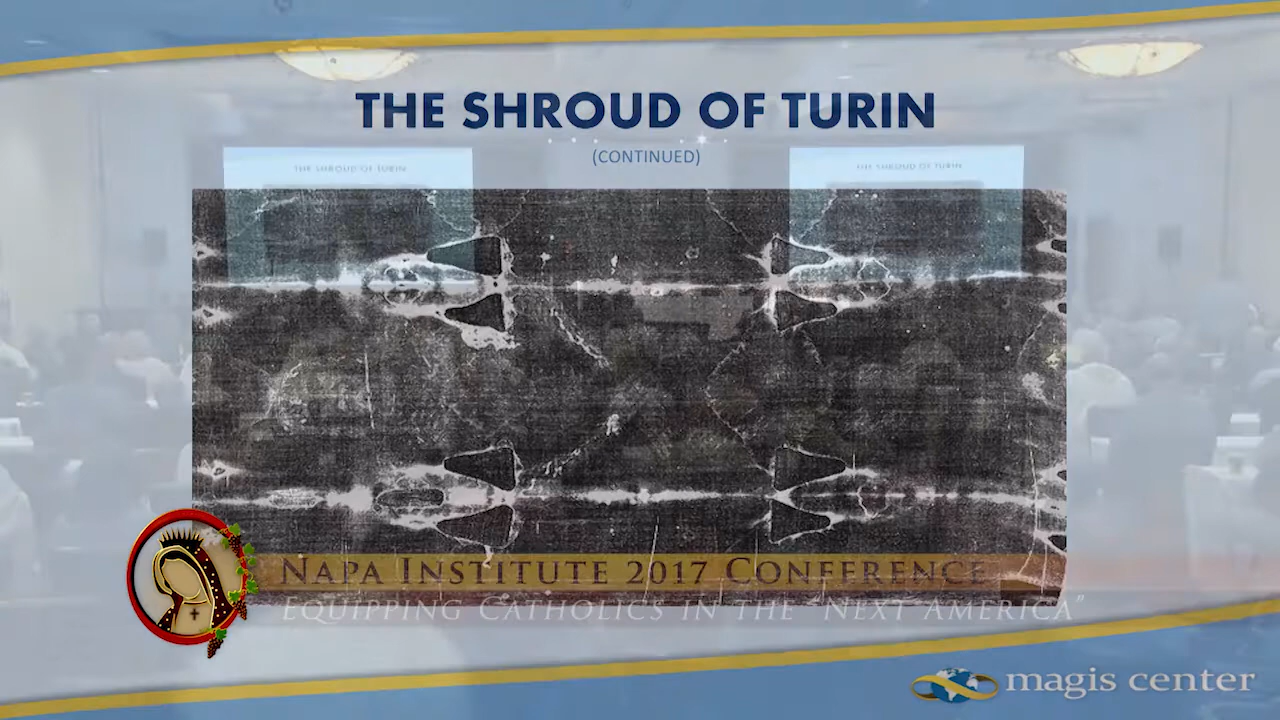 THE SHROUD OF TURIN
(CONTINUED)
THE SHROUD OF TURIN
THE SHROUD OF TURIN
NAPA INSTITUTE 2017 CONFERENCE
EQUIPPING CATHOLICS IN THE "NEXT AMERICA"
magis center